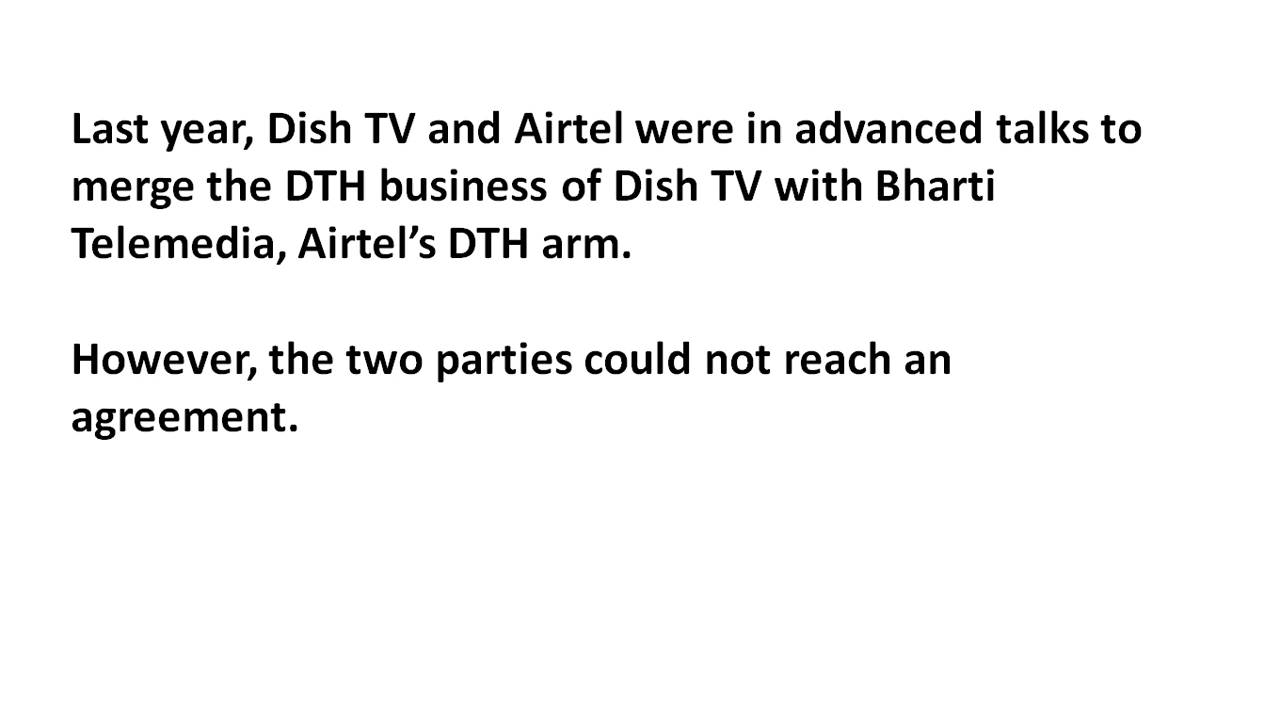 Last year, Dish TV and Airtel were in advanced talks to
merge the DTH business of Dish TV with Bharti
Telemedia, Airtel’s DTH arm.
However, the two parties could not reach an
agreement.